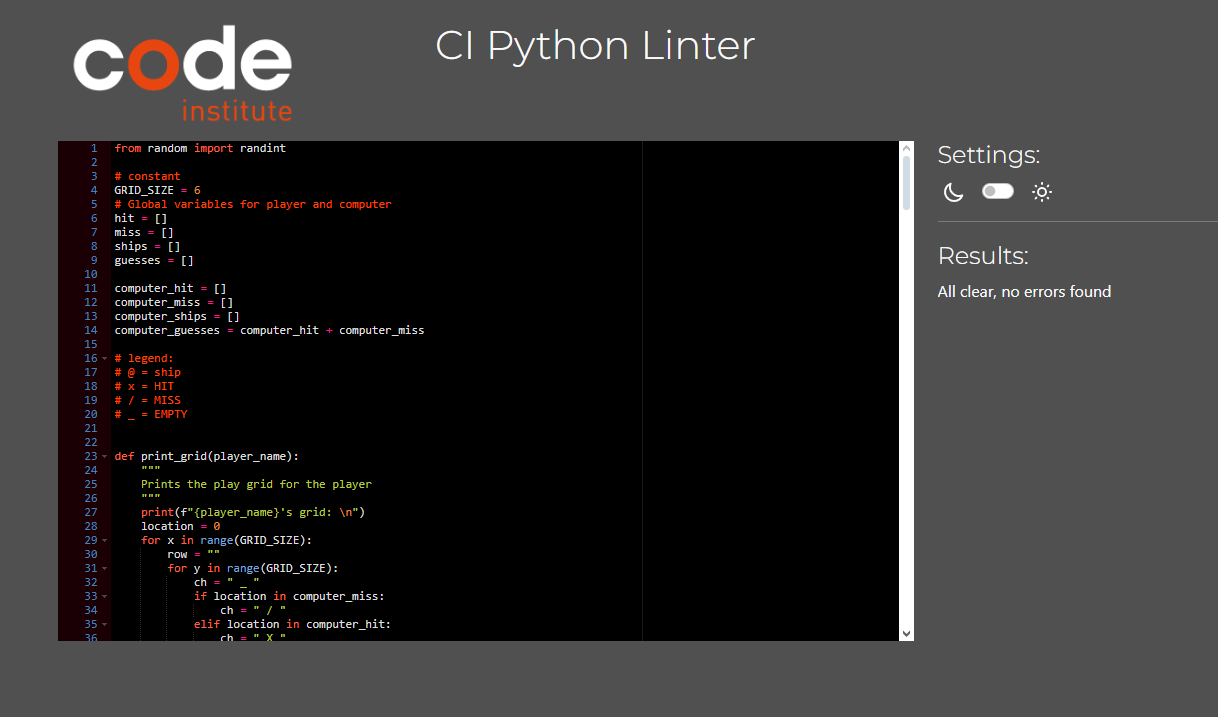 code
institute
CI Python Linter
1 from random import randint
2
3 # constant
4 GRID_SIZE = 6
5 # Global variables for player and computer
6 hit = []
7 miss = []
8 ships = []
9 guesses = []
10
11 computer_hit = []
12 computer_miss = []
13 computer_ships = []
14 computer_guesses = computer_hit + computer_miss
15
16 # legend:
17 # @ = ship
18 # x = HIT
19 # / = MISS
20 # _ = EMPTY
21
22
23 def print_grid(player_name):
24     """
25     Prints the play grid for the player
26     """
27     print(f"{player_name}'s grid: \n")
28     location = 0
29     for x in range(GRID_SIZE):
30         row = ""
31         for y in range(GRID_SIZE):
32             ch = " _ "
33             if location in computer_miss:
34                 ch = " / "
35             elif location in computer_hit:
36                 ch = " X "
Settings:
Results:
All clear, no errors found